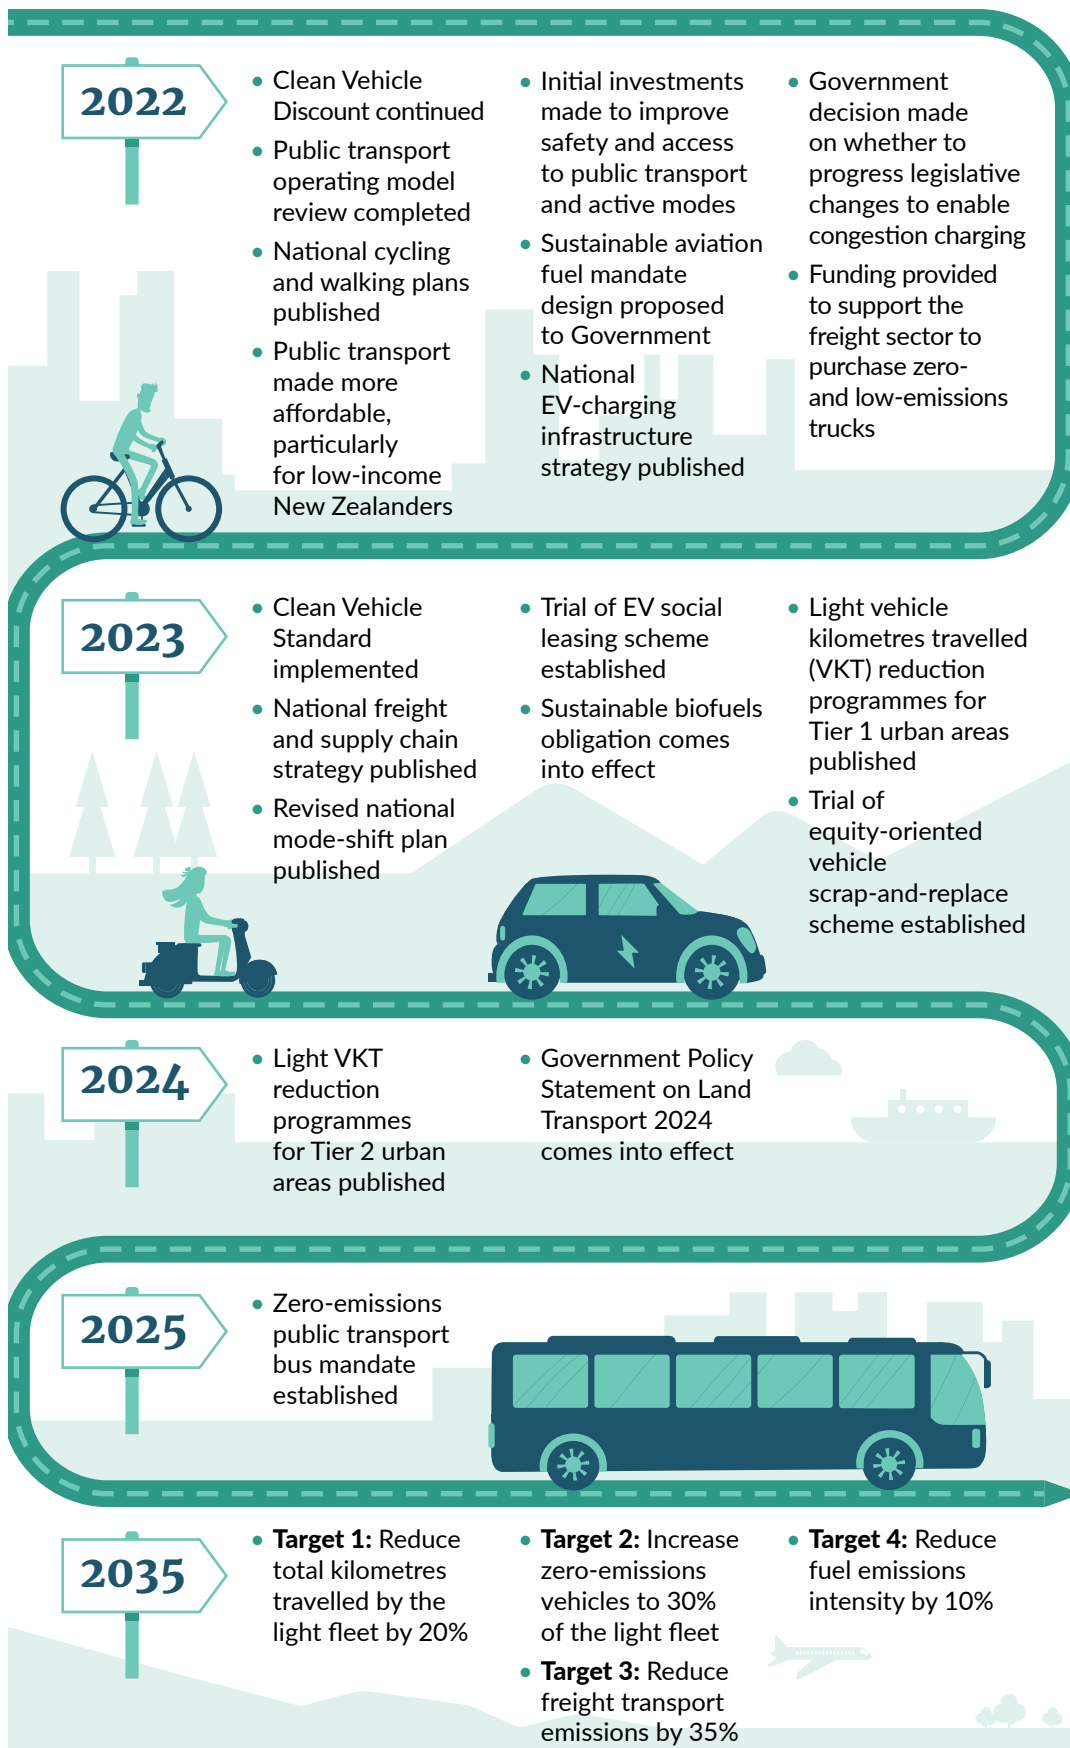 2022
Clean Vehicle
Discount continued
Public transport
operating model
review completed
National cycling
and walking plans
published
Public transport
made more
affordable,
particularly
for low-income
New Zealanders
Initial investments
made to improve
safety and access
to public transport
and active modes
Sustainable aviation
fuel mandate
design proposed
to Government
National
EV-charging
infrastructure
strategy published
Government
decision made
on whether to
progress legislative
changes to enable
congestion charging
Funding provided
to support the
freight sector to
purchase zero-
and low-emissions
trucks
2023
Clean Vehicle
Standard
implemented
National freight
and supply chain
strategy published
Revised national
mode-shift plan
published
Trial of EV social
leasing scheme
established
Sustainable biofuels
obligation comes
into effect
Light vehicle
kilometres travelled
(VKT) reduction
programmes for
Tier 1 urban areas
published
Trial of
equity-oriented
vehicle
scrap-and-replace
scheme established
2024
Light VKT
reduction
programmes
for Tier 2 urban
areas published
Government Policy
Statement on Land
Transport 2024
comes into effect
2025
Zero-emissions
public transport
bus mandate
established
2035
Target 1: Reduce
total kilometres
travelled by the
light fleet by 20%
Target 2: Increase
zero-emissions
vehicles to 30%
of the light fleet
Target 3: Reduce
freight transport
emissions by 35%
Target 4: Reduce
fuel emissions
intensity by 10%